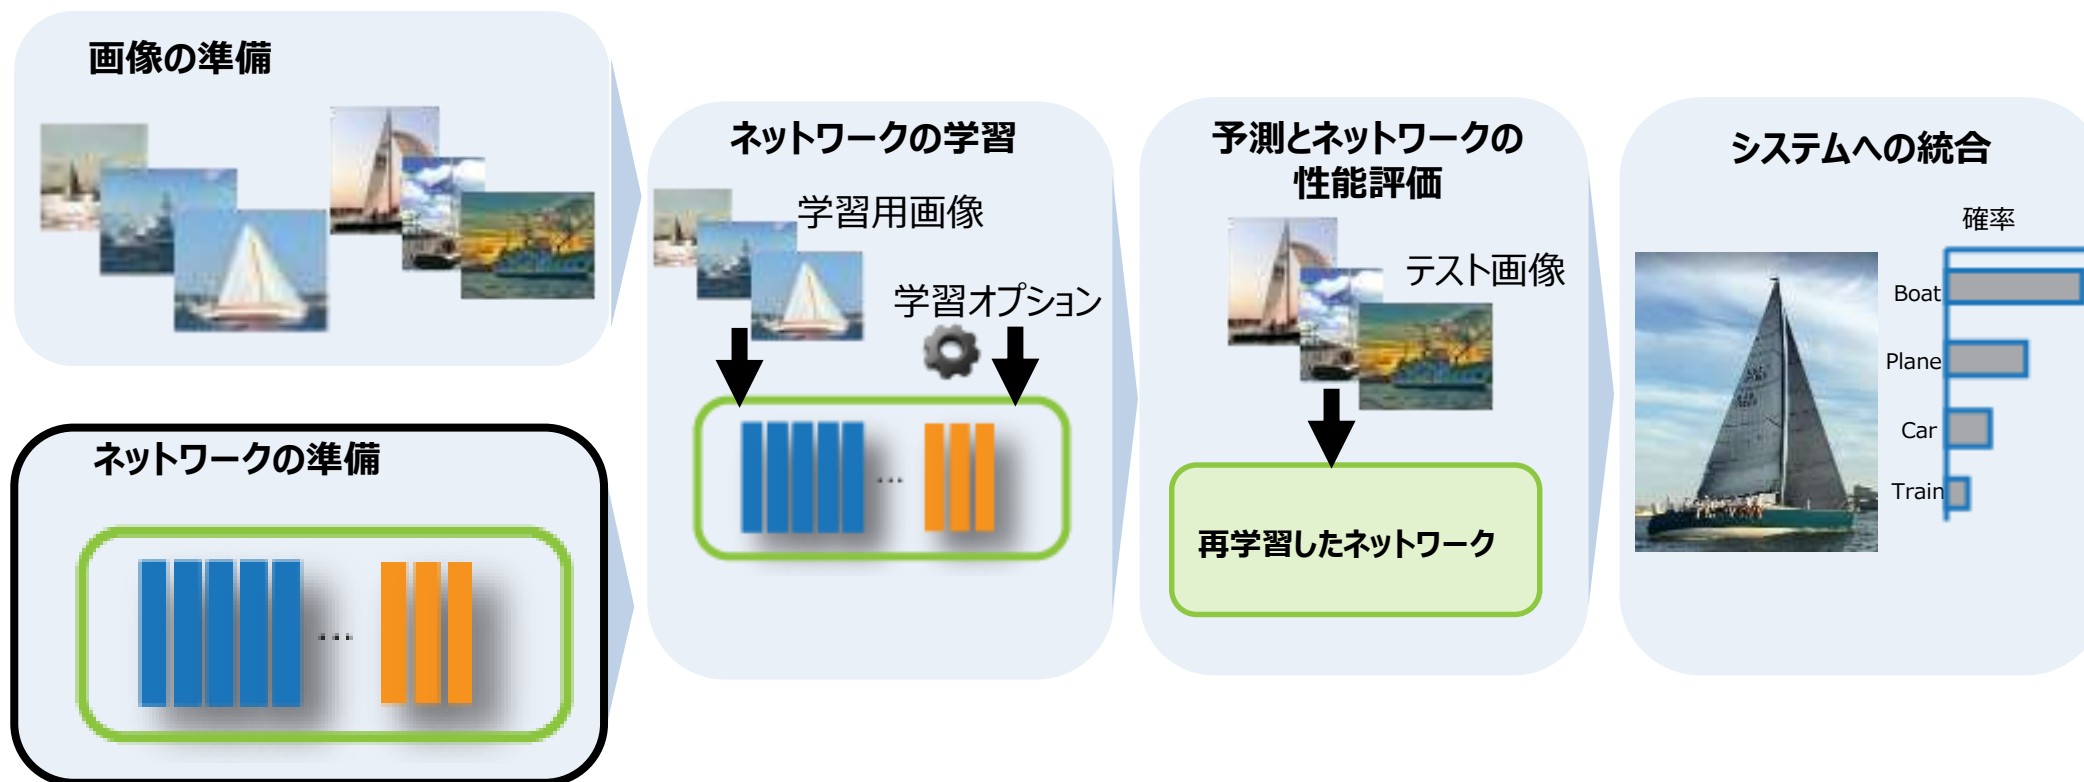 画像の準備
ネットワークの準備
...
ネットワークの学習
学習用画像
学習オプション
...
予測とネットワークの
性能評価
テスト画像
再学習したネットワーク
システムへの統合
確率
Boat
Plane
Car
Train